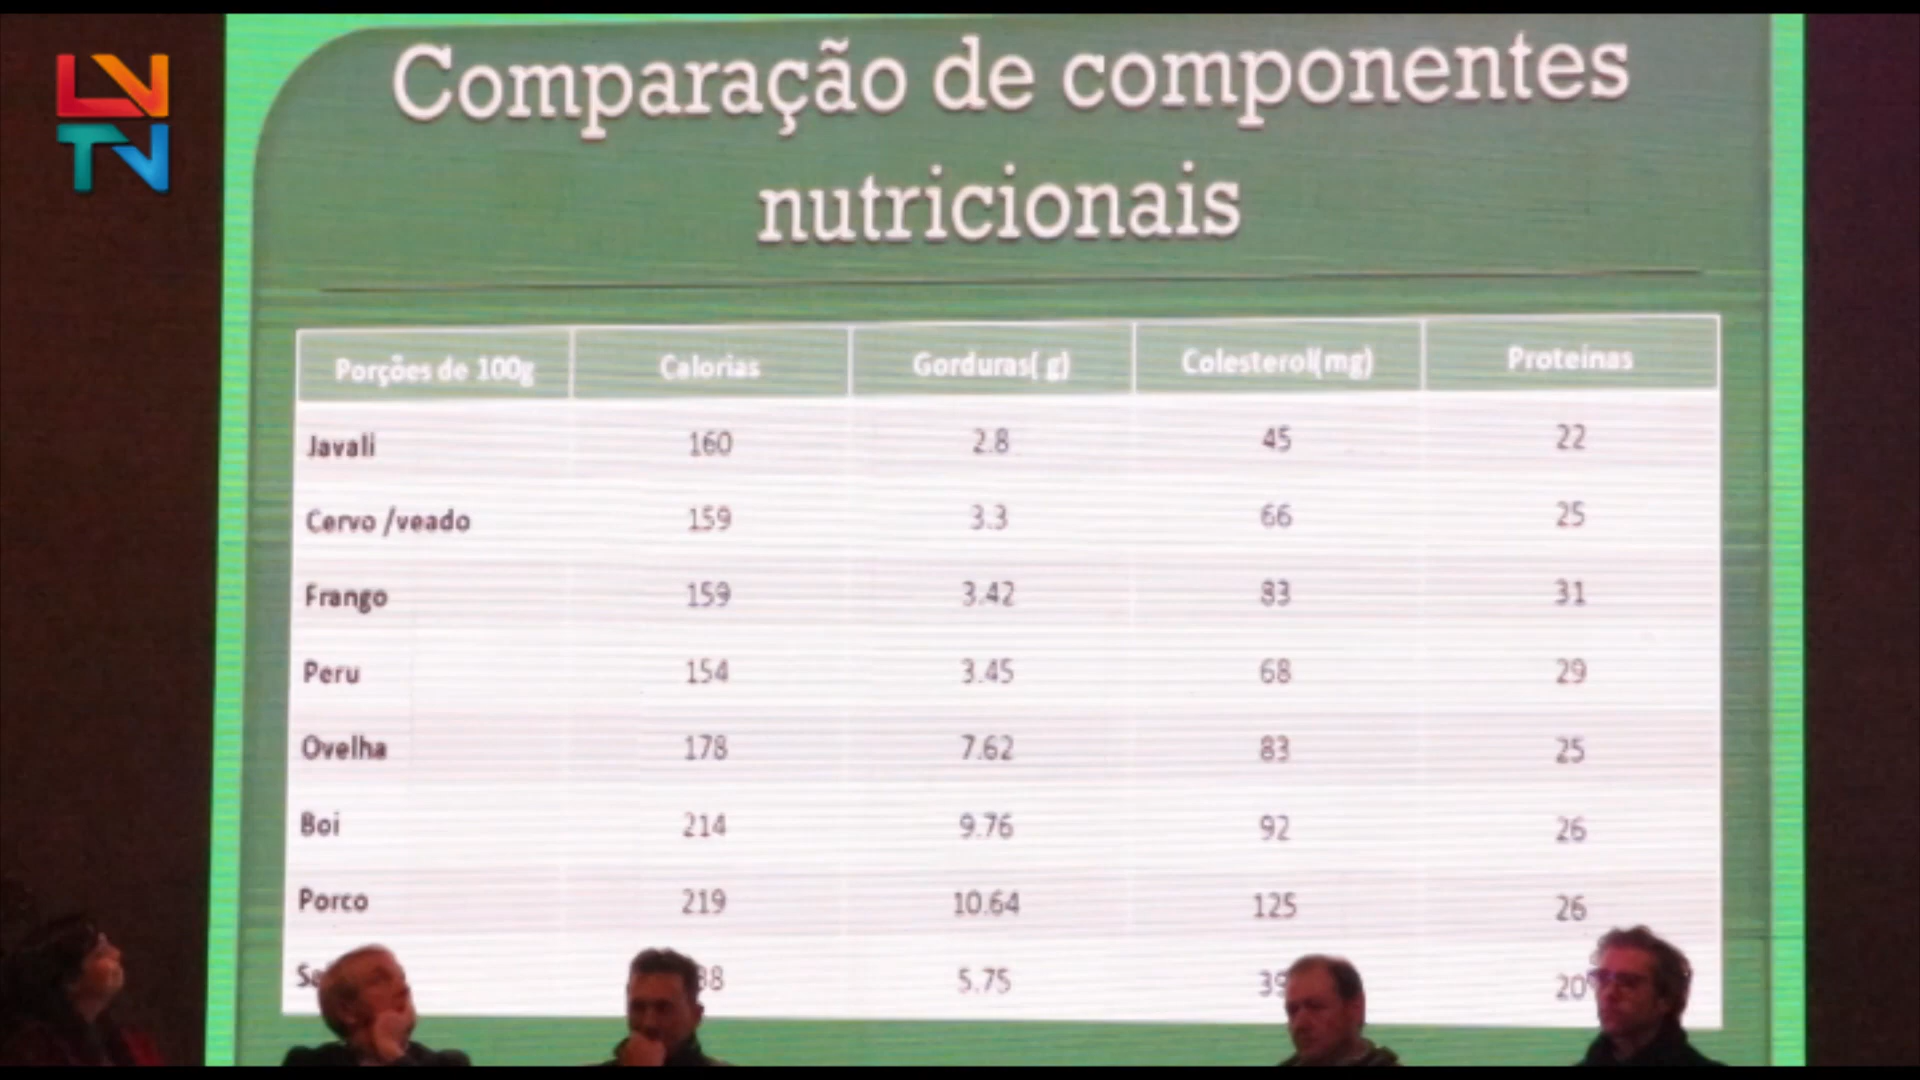 LVTV
Comparação de componentes
nutricionais
Porções de 100g Calorias Gorduras( g) Colesterol(mg) Proteínas
Javali 160 2.8 45 22
Cervo /veado 159 3.3 66 25
Frango 159 3.42 83 31
Peru 154 3.45 68 29
Ovelha 178 7.62 83 25
Boi 214 9.76 92 26
Porco 219 10.64 125 26
5.75 20